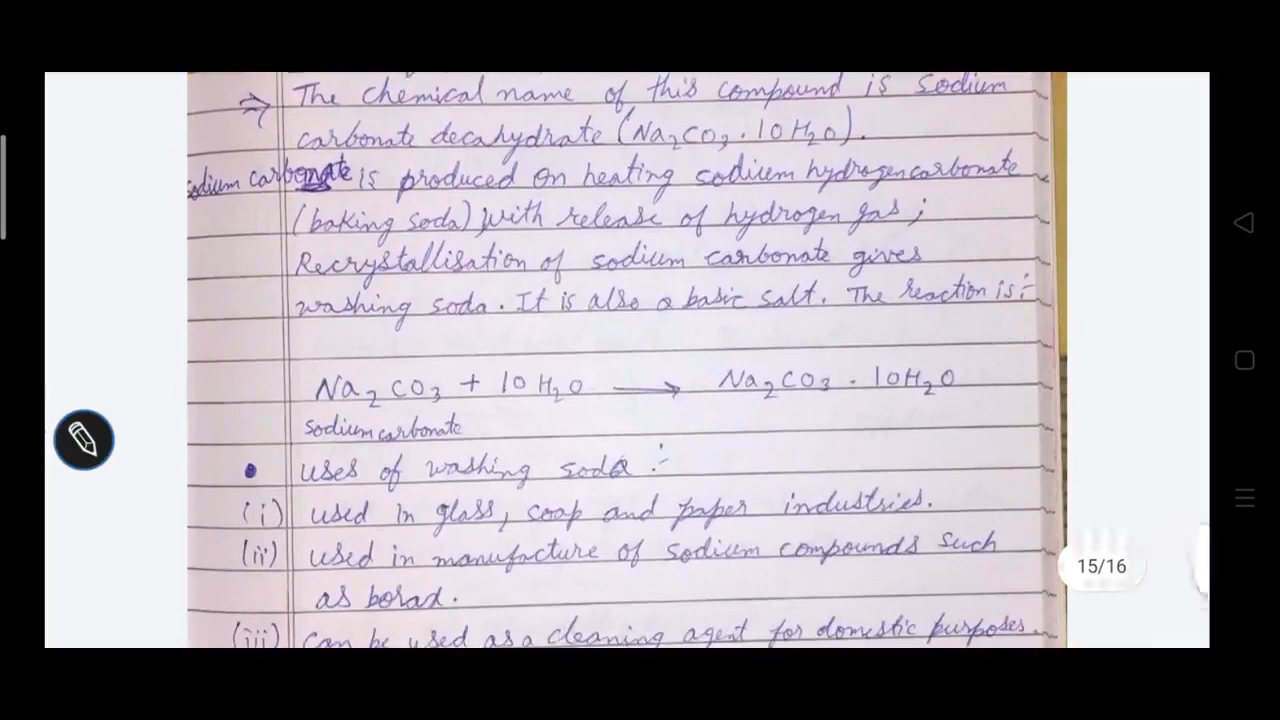 ⇒ The chemical name of this compound is Sodium
carbonate decahydrate (Na₂CO₃.10H₂O).
sodium carbonate is produced on heating sodium hydrogencarbonate
(baking soda) with release of hydrogen gas;
Recrystallisation of sodium carbonate gives
washing soda. It is also a basic salt. The reaction is:-
Na₂CO₃ + 10H₂O ⟶ Na₂CO₃.10H₂O
sodium carbonate
• uses of washing soda :-
(i) used in glass, soap and paper industries.
(ii) used in manufacture of sodium compounds such
as borax.
(iii) can be used as a cleaning agent for domestic purposes.
15/16